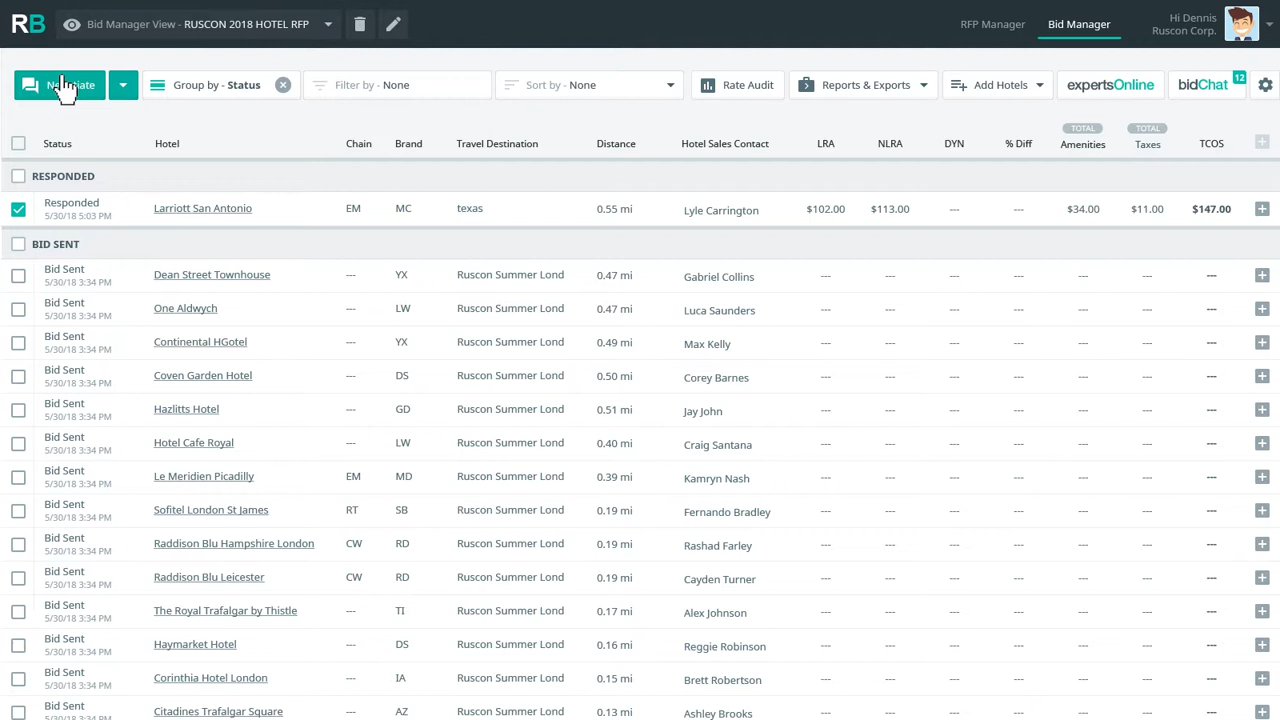 RB Bid Manager View - RUSCON 2018 HOTEL RFP RFP Manager Bid Manager Hi Dennis
Ruscon Corp.
Group by - Status Filter by - None Sort by - None Rate Audit Reports & Exports Add Hotels expertsOnline bidChat 12
Status Hotel Chain Brand Travel Destination Distance Hotel Sales Contact LRA NLRA DYN % Diff TOTAL Amenities TOTAL Taxes TCOS
RESPONDED
Responded 5/30/18 5:03 PM Larriott San Antonio EM MC texas 0.55 mi Lyle Carrington $102.00 $113.00 --- --- $34.00 $11.00 $147.00
BID SENT
Bid Sent 5/30/18 3:34 PM Dean Street Townhouse --- YX Ruscon Summer Lond 0.47 mi Gabriel Collins --- --- --- --- --- --- ---
Bid Sent 5/30/18 3:34 PM One Aldwych --- LW Ruscon Summer Lond 0.47 mi Luca Saunders --- --- --- --- --- --- ---
Bid Sent 5/30/18 3:34 PM Continental HGotel --- YX Ruscon Summer Lond 0.49 mi Max Kelly --- --- --- --- --- --- ---
Bid Sent 5/30/18 3:34 PM Coven Garden Hotel --- DS Ruscon Summer Lond 0.50 mi Corey Barnes --- --- --- --- --- --- ---
Bid Sent 5/30/18 3:34 PM Hazlitts Hotel --- GD Ruscon Summer Lond 0.51 mi Jay John --- --- --- --- --- --- ---
Bid Sent 5/30/18 3:34 PM Hotel Cafe Royal --- LW Ruscon Summer Lond 0.40 mi Craig Santana --- --- --- --- --- --- ---
Bid Sent 5/30/18 3:34 PM Le Meridien Picadilly EM MD Ruscon Summer Lond 0.39 mi Kamryn Nash --- --- --- --- --- --- ---
Bid Sent 5/30/18 3:34 PM Sofitel London St James RT SB Ruscon Summer Lond 0.19 mi Fernando Bradley --- --- --- --- --- --- ---
Bid Sent 5/30/18 3:34 PM Raddison Blu Hampshire London CW RD Ruscon Summer Lond 0.19 mi Rashad Farley --- --- --- --- --- --- ---
Bid Sent 5/30/18 3:34 PM Raddison Blu Leicester CW RD Ruscon Summer Lond 0.19 mi Cayden Turner --- --- --- --- --- --- ---
Bid Sent 5/30/18 3:34 PM The Royal Trafalgar by Thistle --- TI Ruscon Summer Lond 0.17 mi Alex Johnson --- --- --- --- --- --- ---
Bid Sent 5/30/18 3:34 PM Haymarket Hotel --- DS Ruscon Summer Lond 0.16 mi Reggie Robinson --- --- --- --- --- --- ---
Bid Sent 5/30/18 3:34 PM Corinthia Hotel London --- IA Ruscon Summer Lond 0.15 mi Brett Robertson --- --- --- --- --- --- ---
Bid Sent Citadines Trafalgar Square --- AZ Ruscon Summer Lond 0.13 mi Ashley Brooks --- --- --- --- --- --- ---